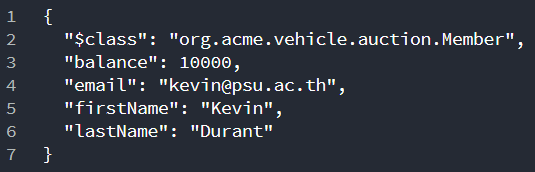 1 {
2 "$class": "org.acme.vehicle.auction.Member",
3 "balance": 10000,
4 "email": "kevin@psu.ac.th",
5 "firstName": "Kevin",
6 "lastName": "Durant"
7 }